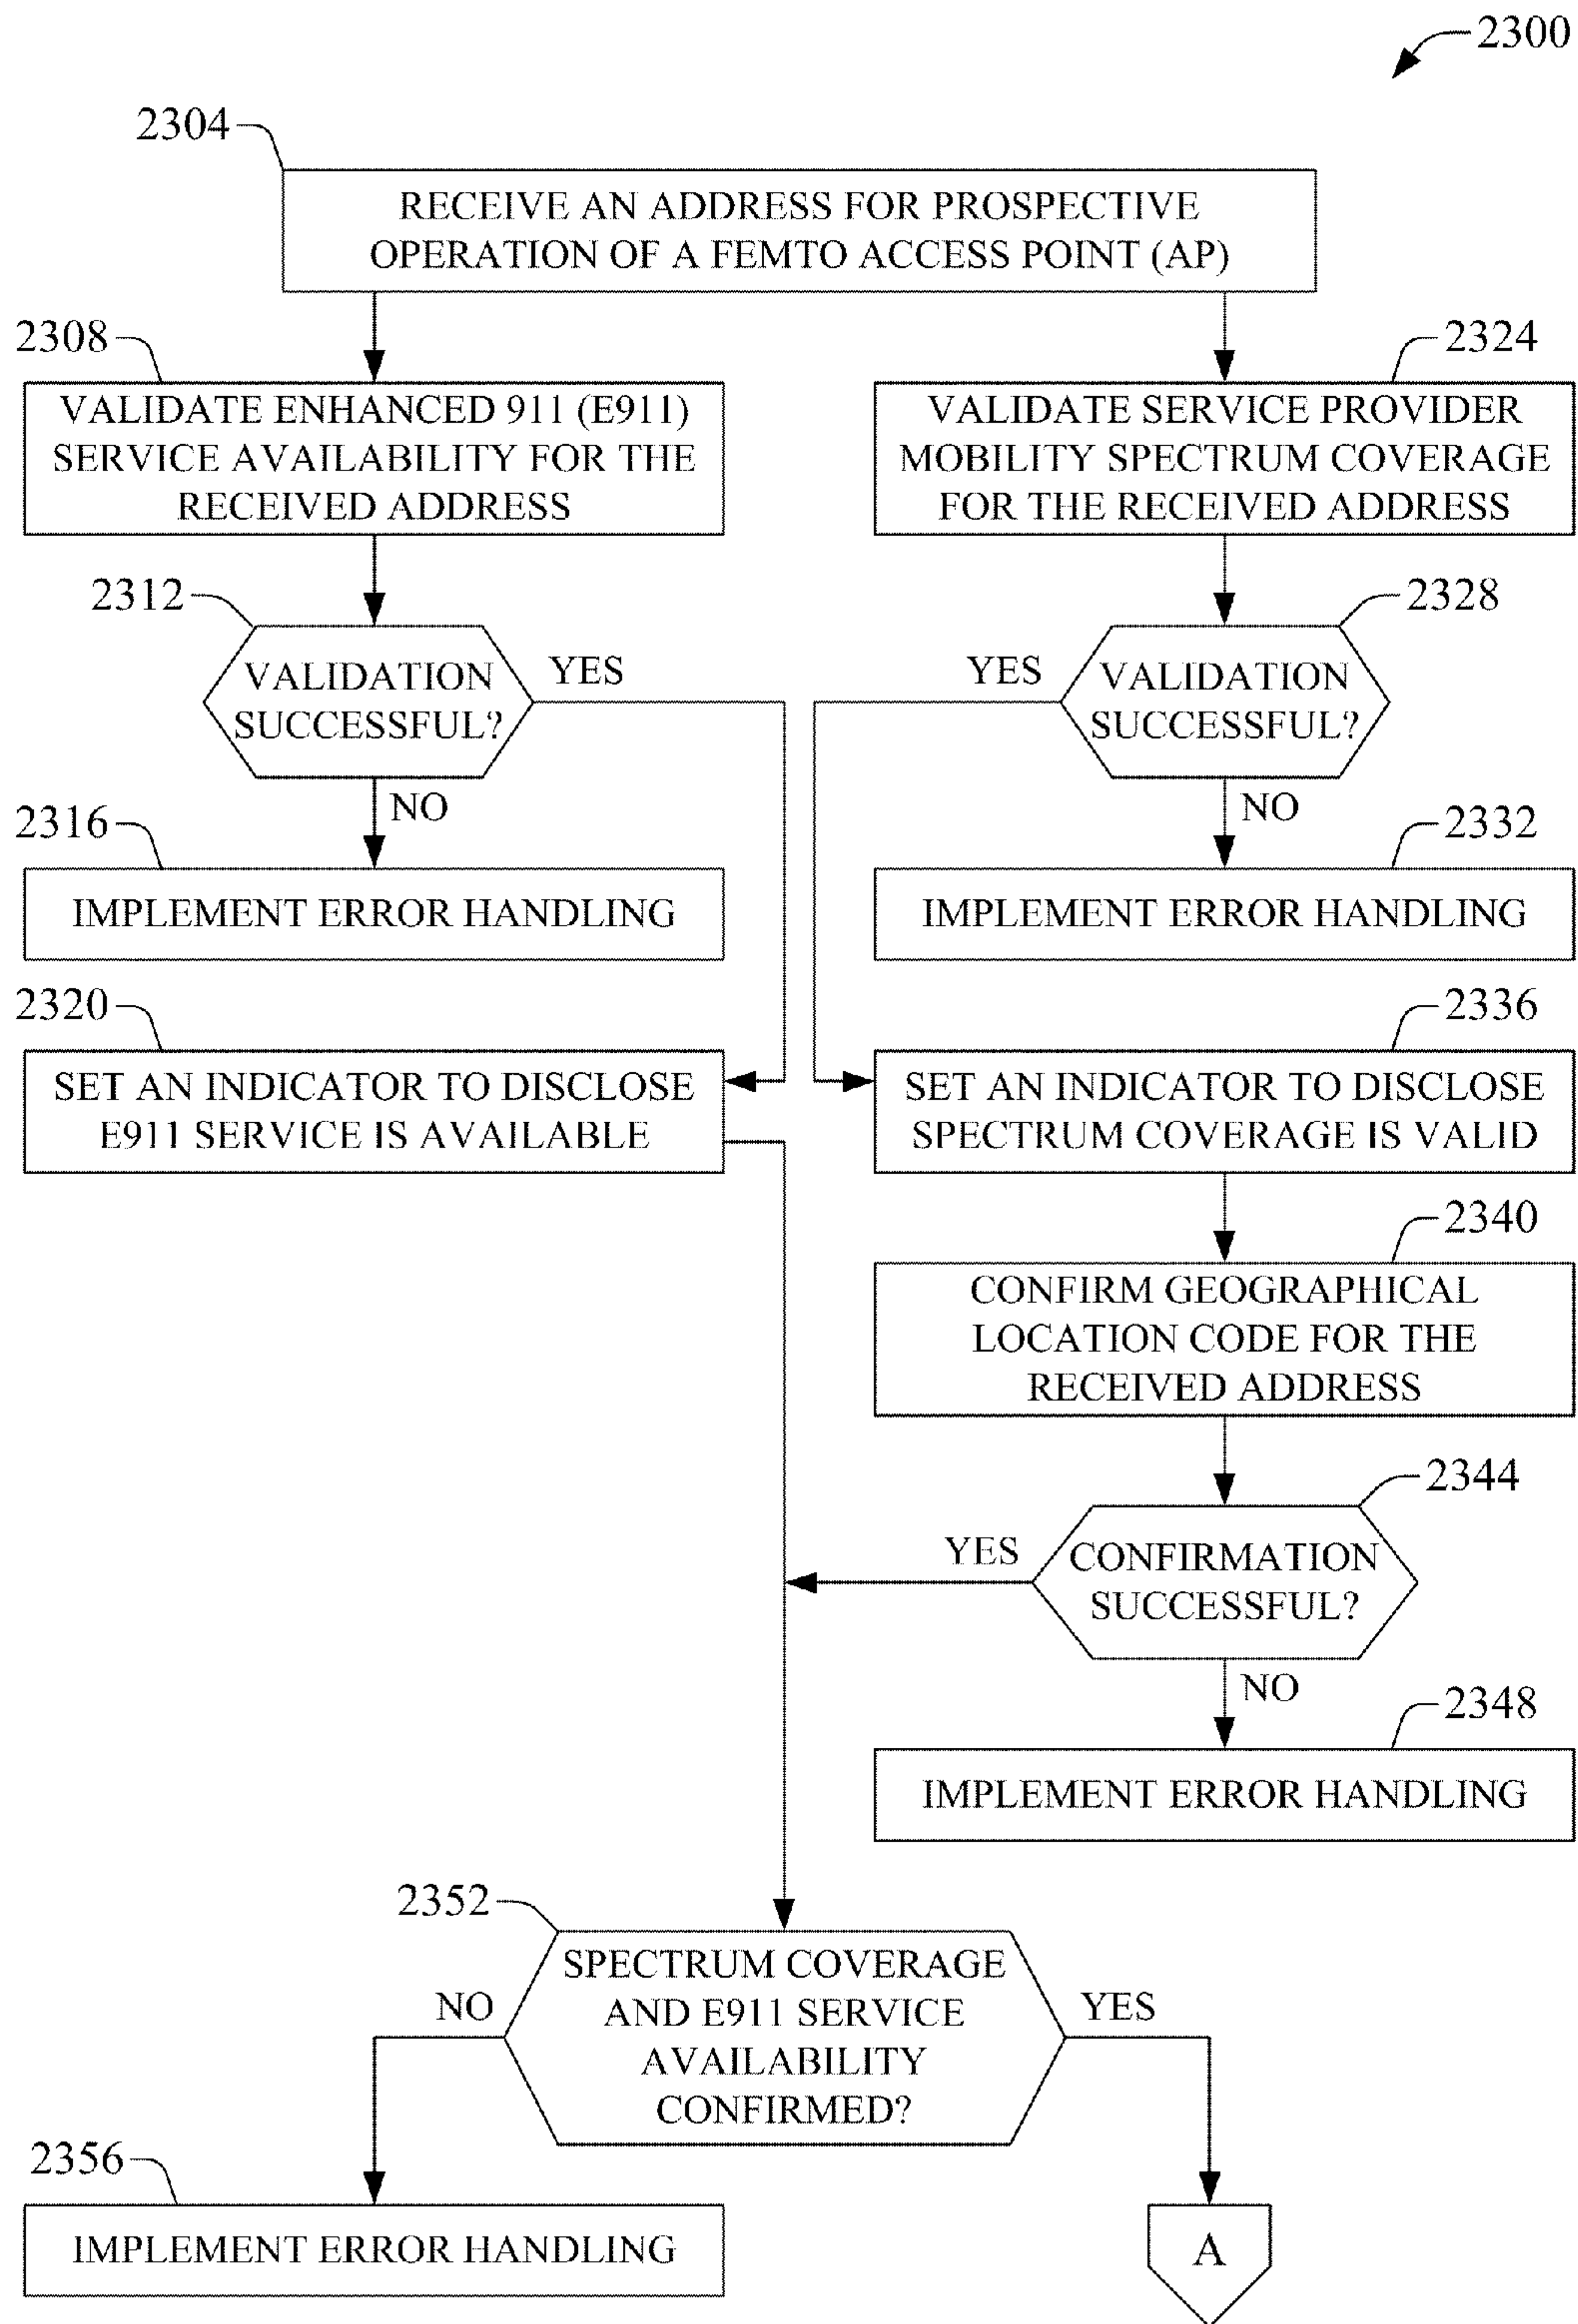 2300
2304
RECEIVE AN ADDRESS FOR PROSPECTIVE
OPERATION OF A FEMTO ACCESS POINT (AP)
2308
VALIDATE ENHANCED 911 (E911)
SERVICE AVAILABILITY FOR THE
RECEIVED ADDRESS
2324
VALIDATE SERVICE PROVIDER
MOBILITY SPECTRUM COVERAGE
FOR THE RECEIVED ADDRESS
2312
VALIDATION
SUCCESSFUL?
YES
NO
2328
YES
VALIDATION
SUCCESSFUL?
NO
2316
IMPLEMENT ERROR HANDLING
2332
IMPLEMENT ERROR HANDLING
2320
SET AN INDICATOR TO DISCLOSE
E911 SERVICE IS AVAILABLE
2336
SET AN INDICATOR TO DISCLOSE
SPECTRUM COVERAGE IS VALID
2340
CONFIRM GEOGRAPHICAL
LOCATION CODE FOR THE
RECEIVED ADDRESS
2344
YES
CONFIRMATION
SUCCESSFUL?
NO
2348
IMPLEMENT ERROR HANDLING
2352
SPECTRUM COVERAGE
AND E911 SERVICE
AVAILABILITY
CONFIRMED?
NO
YES
2356
IMPLEMENT ERROR HANDLING
A